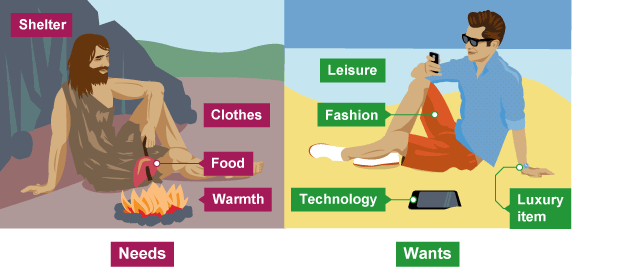 Shelter
Clothes
Food
Warmth
Needs
Leisure
Fashion
Technology
Luxury
item
Wants